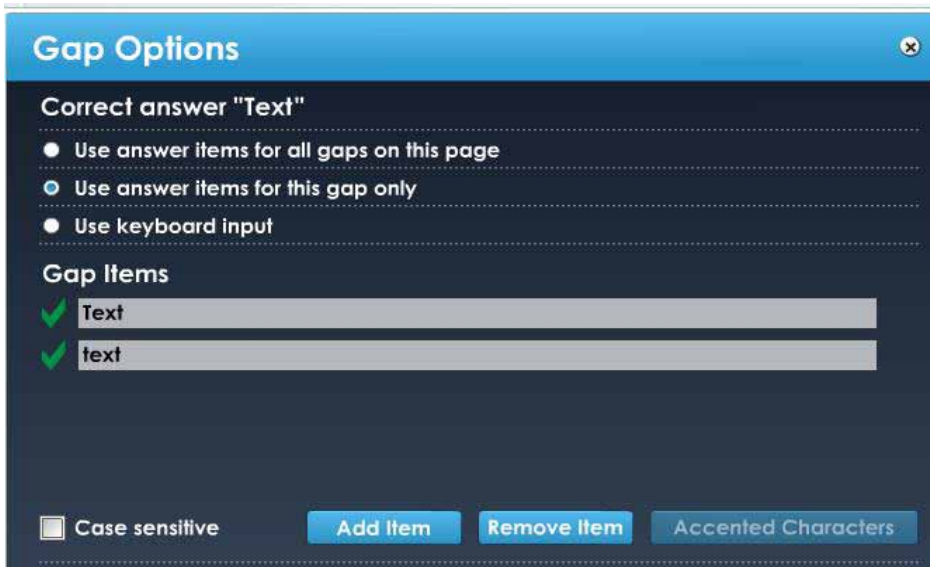 Gap Options
Correct answer "Text"
Use answer items for all gaps on this page
Use answer items for this gap only
Use keyboard input
Gap Items
Text
text
Case sensitive Add Item Remove Item Accented Characters